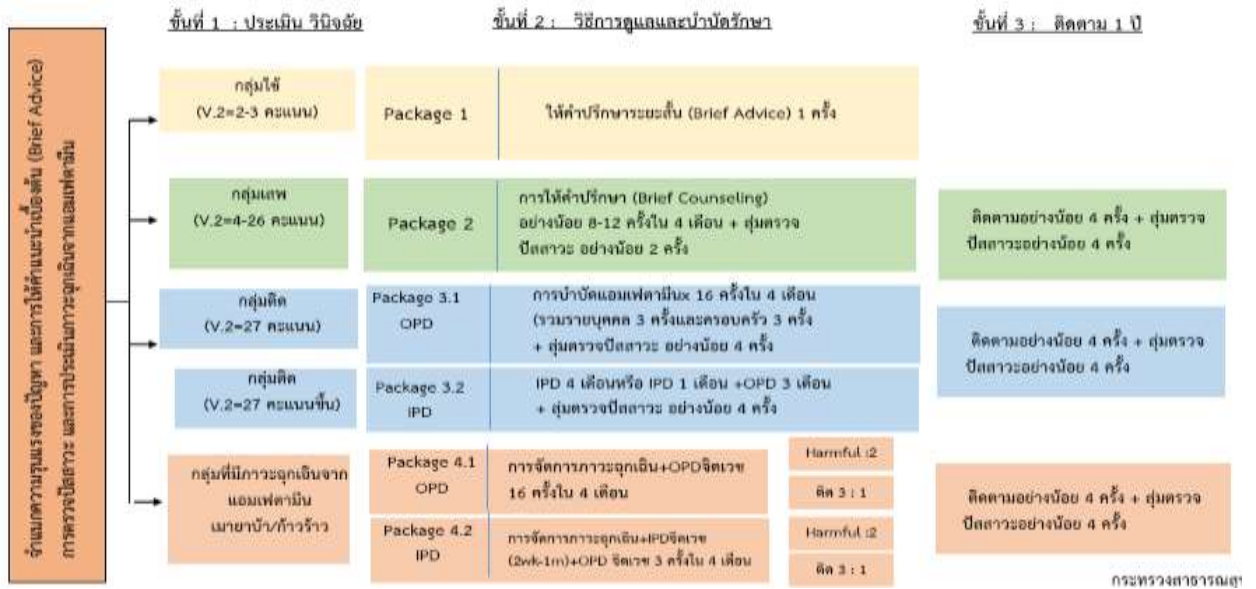 ขั้นที่ 1 : ประเมิน วินิจฉัย
ขั้นที่ 2 : วิธีการดูแลและบำบัดรักษา
ขั้นที่ 3 : ติดตาม 1 ปี
จำแนกความรุนแรงของปัญหา และการให้คำแนะนำเบื้องต้น (Brief Advice)
การตรวจปัสสาวะ และการประเมินภาวะฉุกเฉินจากแอมเฟตามีน
กลุ่มใช้
(V.2=2-3 คะแนน)
Package 1
ให้คำปรึกษาระยะสั้น (Brief Advice) 1 ครั้ง
กลุ่มเสพ
(V.2=4-26 คะแนน)
Package 2
การให้คำปรึกษา (Brief Counseling)
อย่างน้อย 8-12 ครั้งใน 4 เดือน + สุ่มตรวจ
ปัสสาวะ อย่างน้อย 2 ครั้ง
ติดตามอย่างน้อย 4 ครั้ง + สุ่มตรวจ
ปัสสาวะอย่างน้อย 4 ครั้ง
กลุ่มติด
(V.2=27 คะแนน)
Package 3.1
OPD
การบำบัดแอมเฟตามีนx 16 ครั้งใน 4 เดือน
(รวมรายบุคคล 3 ครั้งและครอบครัว 3 ครั้ง
+ สุ่มตรวจปัสสาวะ อย่างน้อย 4 ครั้ง
ติดตามอย่างน้อย 4 ครั้ง + สุ่มตรวจ
ปัสสาวะอย่างน้อย 4 ครั้ง
กลุ่มติด
(V.2=27 คะแนนขึ้น)
Package 3.2
IPD
IPD 4 เดือนหรือ IPD 1 เดือน +OPD 3 เดือน
+ สุ่มตรวจปัสสาวะ อย่างน้อย 4 ครั้ง
กลุ่มที่มีภาวะฉุกเฉินจาก
แอมเฟตามีน
เมายาบ้า/ก้าวร้าว
Package 4.1
OPD
การจัดการภาวะฉุกเฉิน+OPDจิตเวช
16 ครั้งใน 4 เดือน
Harmful :2
ติด 3 : 1
Package 4.2
IPD
การจัดการภาวะฉุกเฉิน+IPDจิตเวช
(2wk-1m)+OPD จิตเวช 3 ครั้งใน 4 เดือน
Harmful :2
ติด 3 : 1
ติดตามอย่างน้อย 4 ครั้ง + สุ่มตรวจ
ปัสสาวะอย่างน้อย 4 ครั้ง
กระทรวงสาธารณสุข